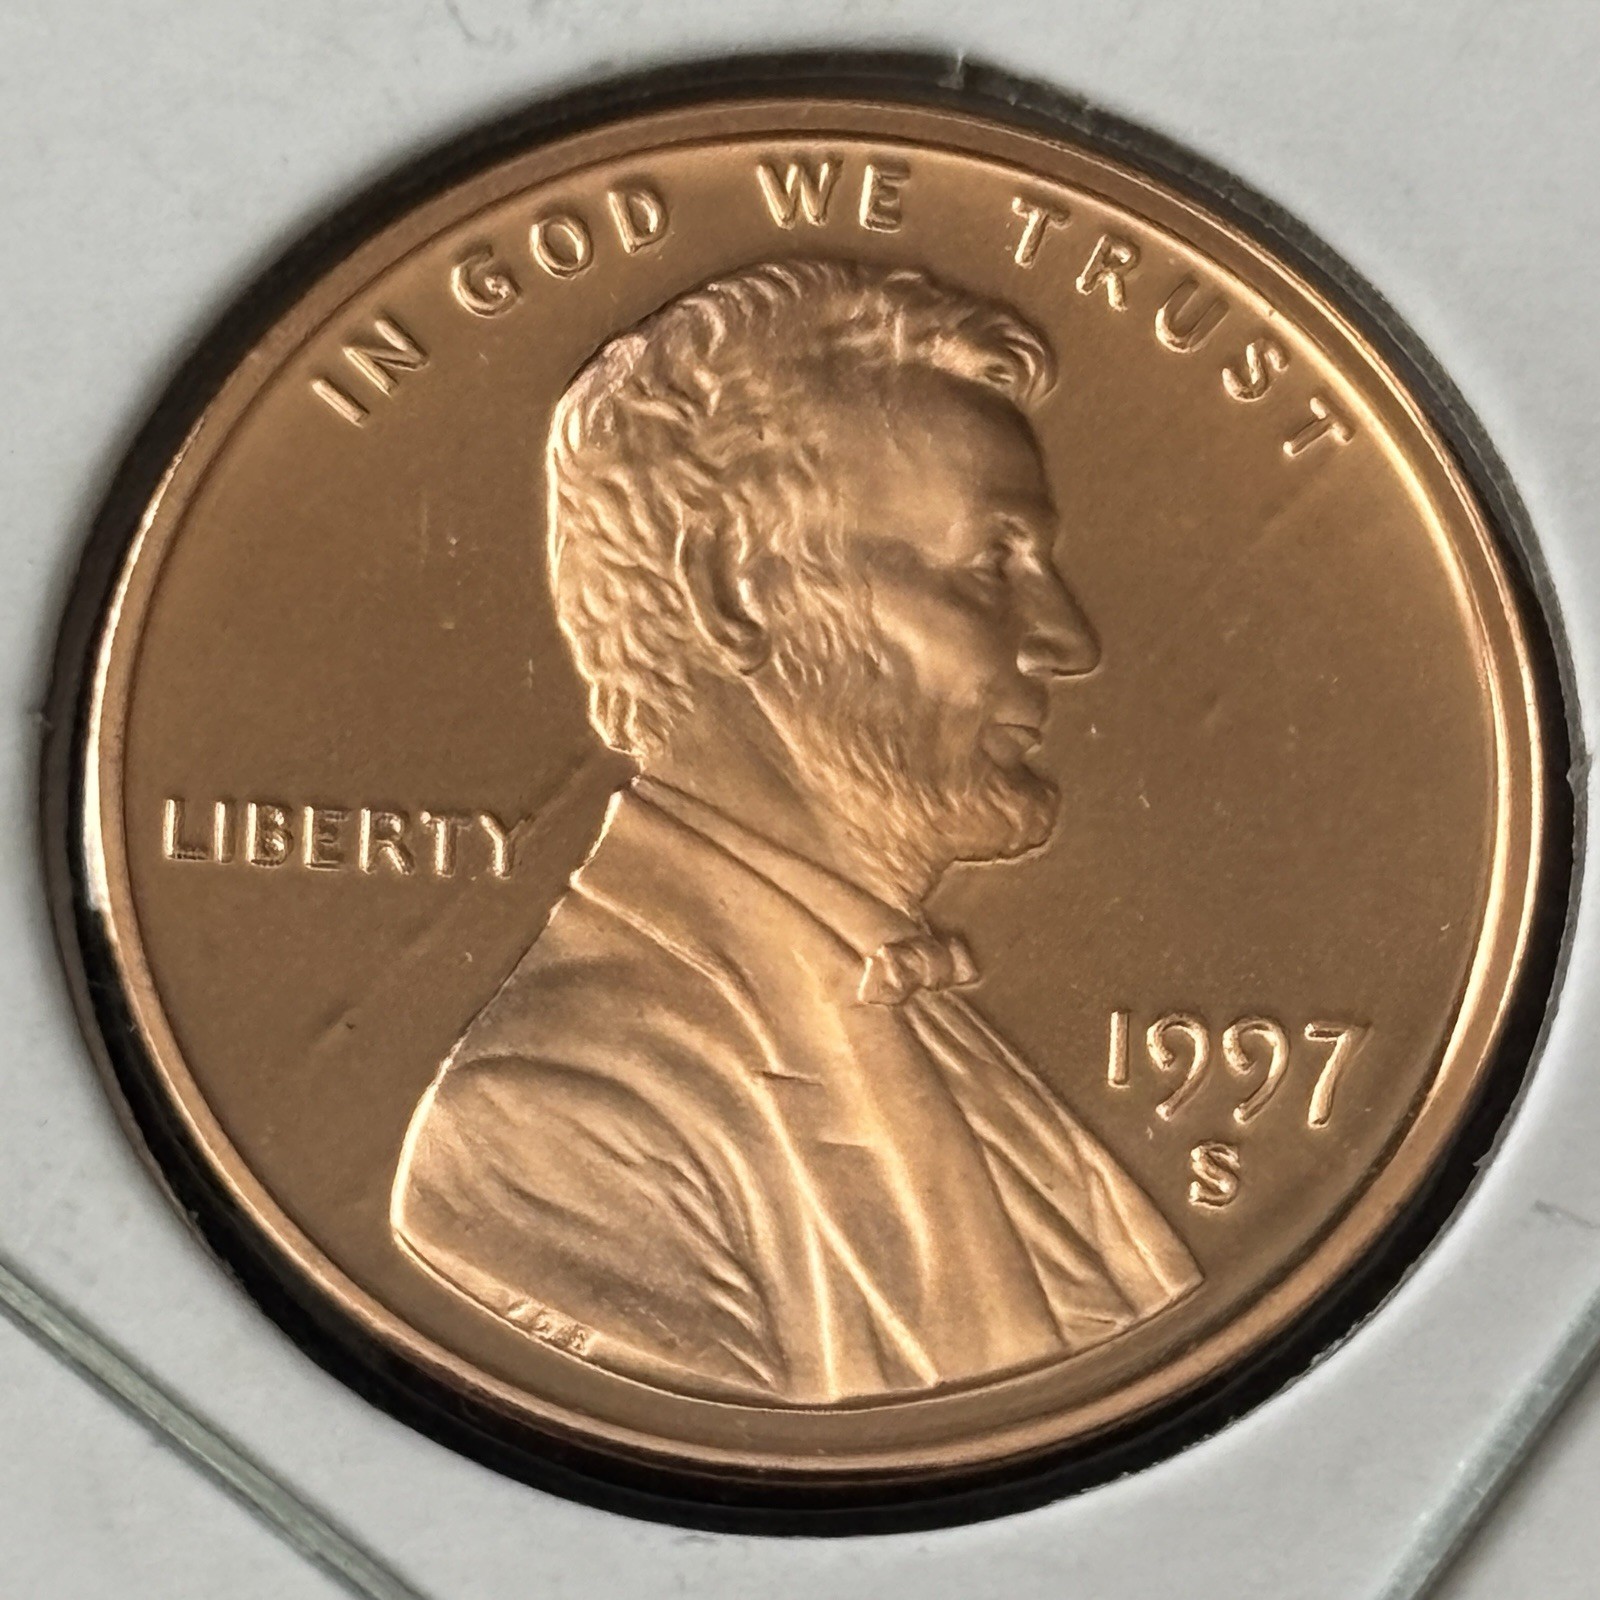 IN GOD WE TRUST
LIBERTY
1997
S